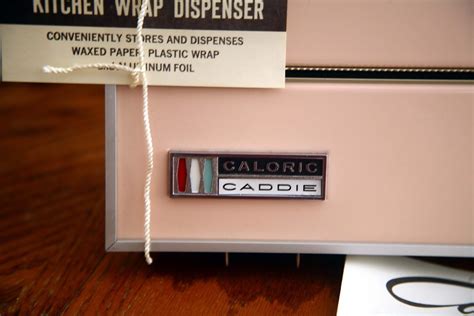 KITCHEN WRAP DISPENSER
CONVENIENTLY STORES AND DISPENSES
WAXED PAPER, PLASTIC WRAP
ALUMINUM FOIL
CALORIC
CADDIE